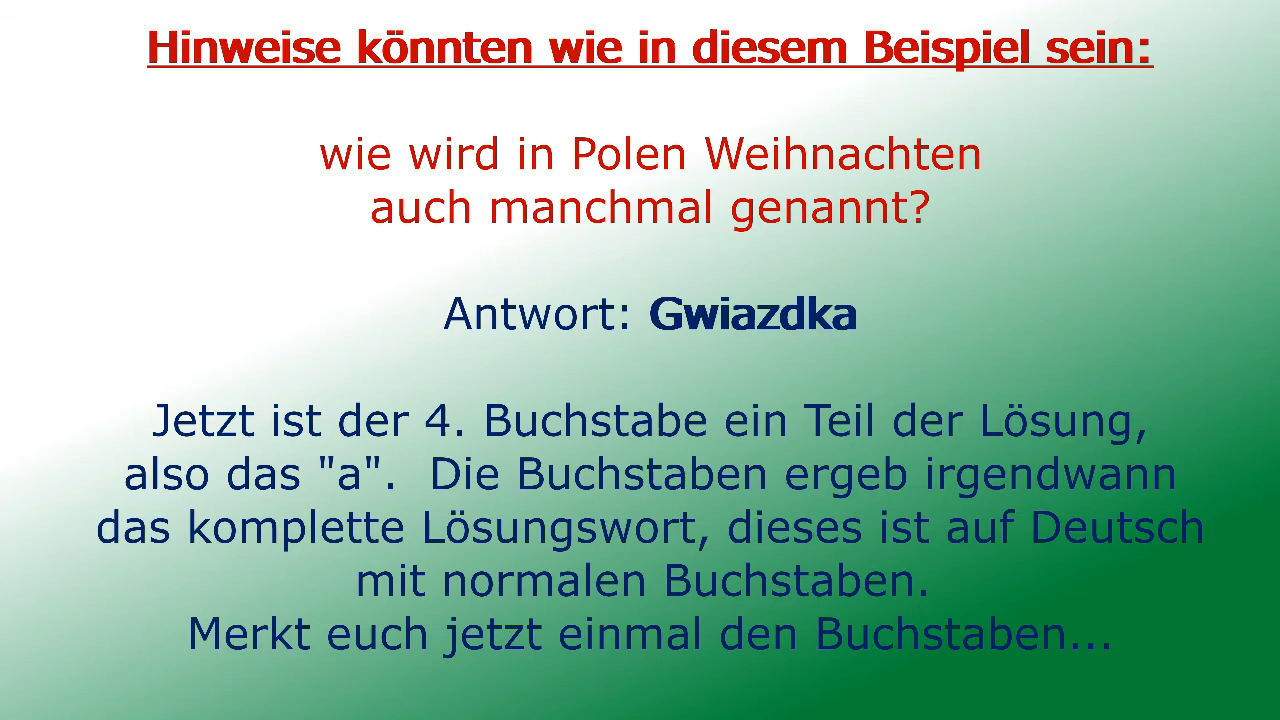 Hinweise könnten wie in diesem Beispiel sein:
wie wird in Polen Weihnachten
auch manchmal genannt?
Antwort: Gwiazdka
Jetzt ist der 4. Buchstabe ein Teil der Lösung,
also das "a".  Die Buchstaben ergeb irgendwann
das komplette Lösungswort, dieses ist auf Deutsch
mit normalen Buchstaben.
Merkt euch jetzt einmal den Buchstaben...